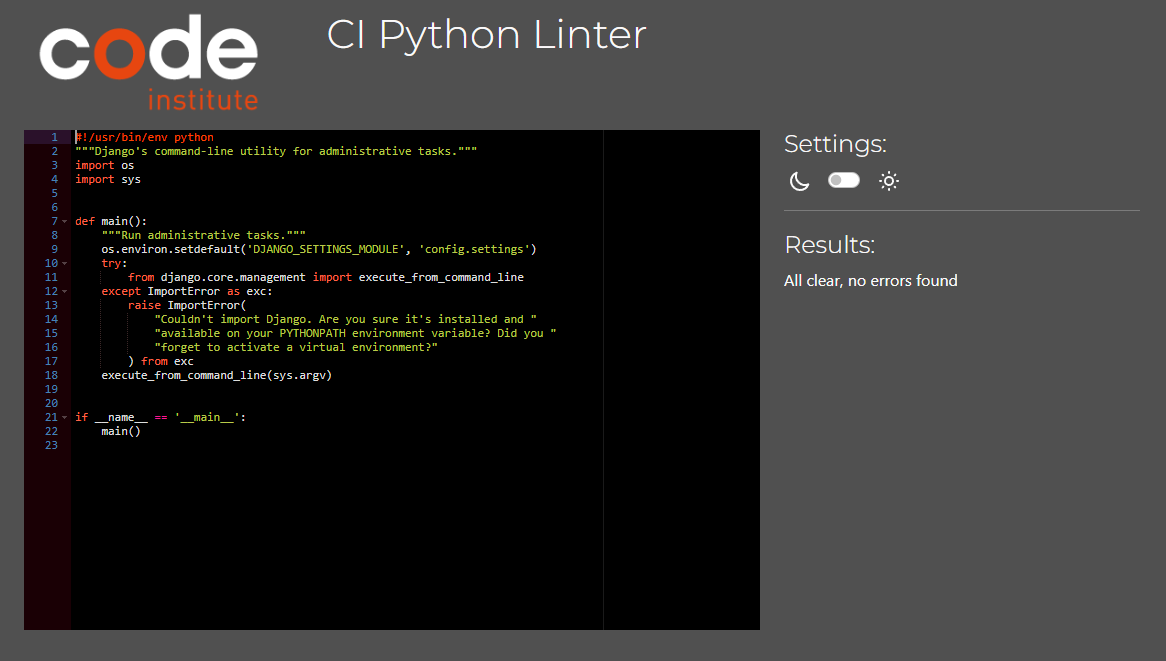 code
institute
CI Python Linter
1 #!/usr/bin/env python
2 """Django's command-line utility for administrative tasks."""
3 import os
4 import sys
5
6
7 def main():
8     """Run administrative tasks."""
9     os.environ.setdefault('DJANGO_SETTINGS_MODULE', 'config.settings')
10     try:
11         from django.core.management import execute_from_command_line
12     except ImportError as exc:
13         raise ImportError(
14             "Couldn't import Django. Are you sure it's installed and "
15             "available on your PYTHONPATH environment variable? Did you "
16             "forget to activate a virtual environment?"
17         ) from exc
18     execute_from_command_line(sys.argv)
19
20
21 if __name__ == '__main__':
22     main()
23
Settings:
Results:
All clear, no errors found